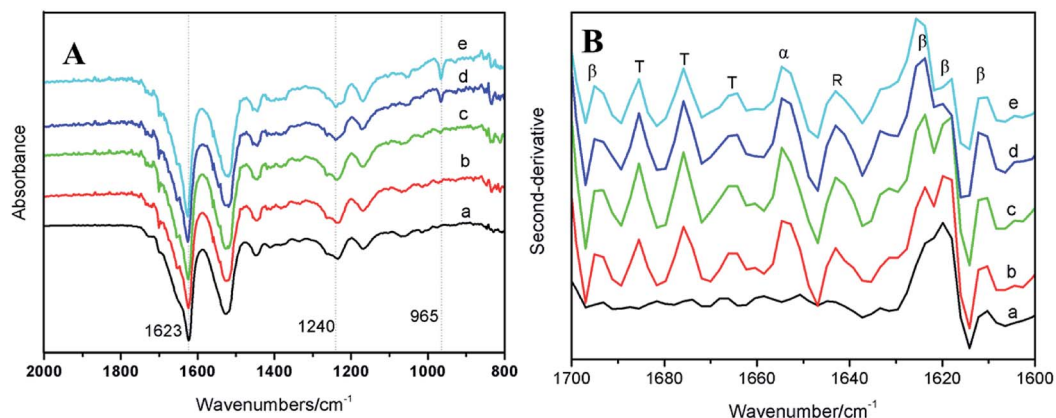 A
B
e
d
c
b
a
1623
1240
965
Absorbance
2000 1800 1600 1400 1200 1000 800
Wavenumbers/cm⁻¹
β T T T α R β β β
e
d
c
b
a
Second-derivative
1700 1680 1660 1640 1620 1600
Wavenumber/cm⁻¹